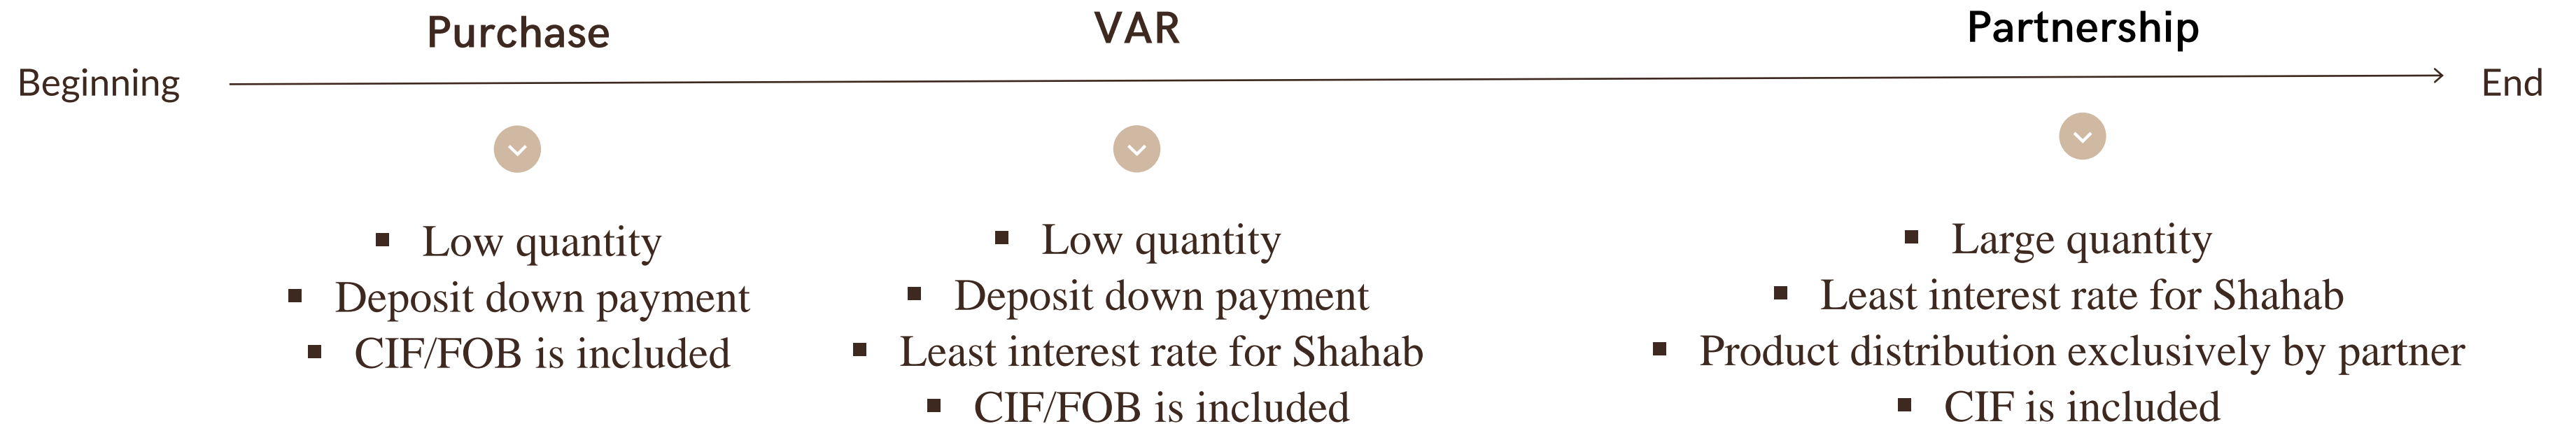 Purchase
VAR
Partnership
Beginning
End
▪ Low quantity
▪ Deposit down payment
▪ CIF/FOB is included
▪ Low quantity
▪ Deposit down payment
▪ Least interest rate for Shahab
▪ CIF/FOB is included
▪ Large quantity
▪ Least interest rate for Shahab
▪ Product distribution exclusively by partner
▪ CIF is included